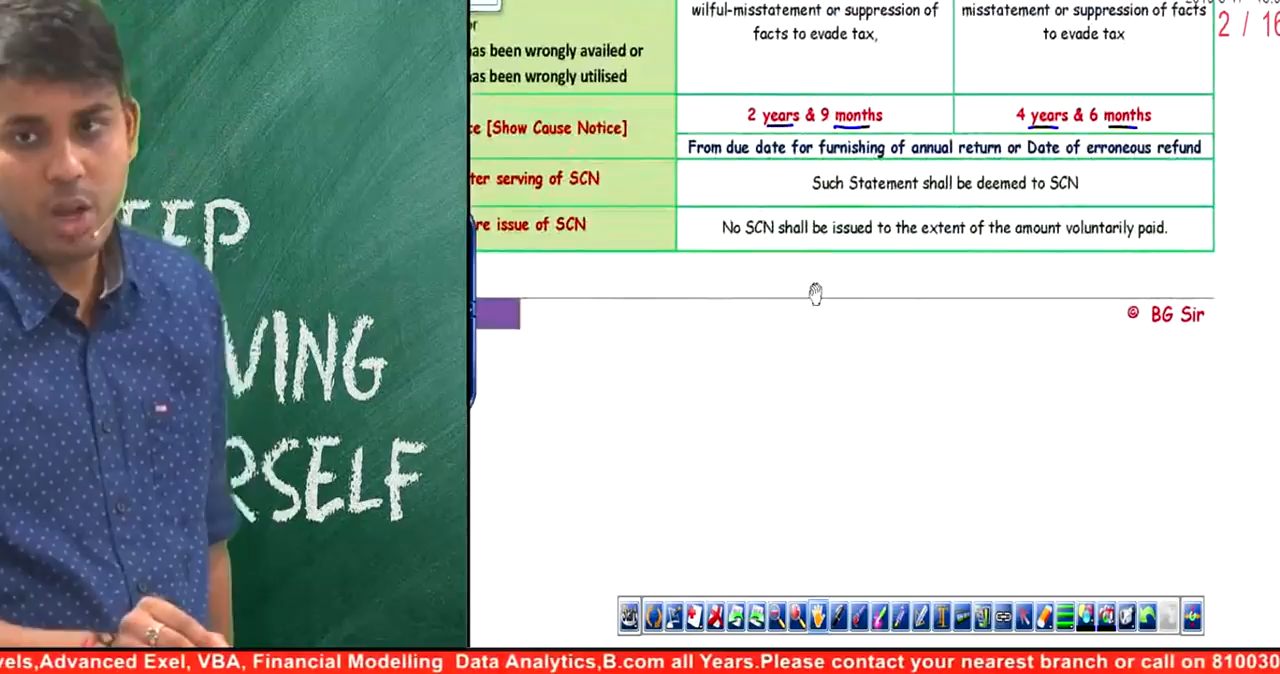 wilful-misstatement or suppression of
facts to evade tax,
misstatement or suppression of facts
to evade tax
2 / 16
as been wrongly availed or
as been wrongly utilised
ce [Show Cause Notice]
2 years & 9 months
4 years & 6 months
From due date for furnishing of annual return or Date of erroneous refund
ter serving of SCN
Such Statement shall be deemed to SCN
re issue of SCN
No SCN shall be issued to the extent of the amount voluntarily paid.
© BG Sir
EEP
VING
RSELF
vels,Advanced Exel, VBA, Financial Modelling Data Analytics,B.com all Years.Please contact your nearest branch or call on 810030